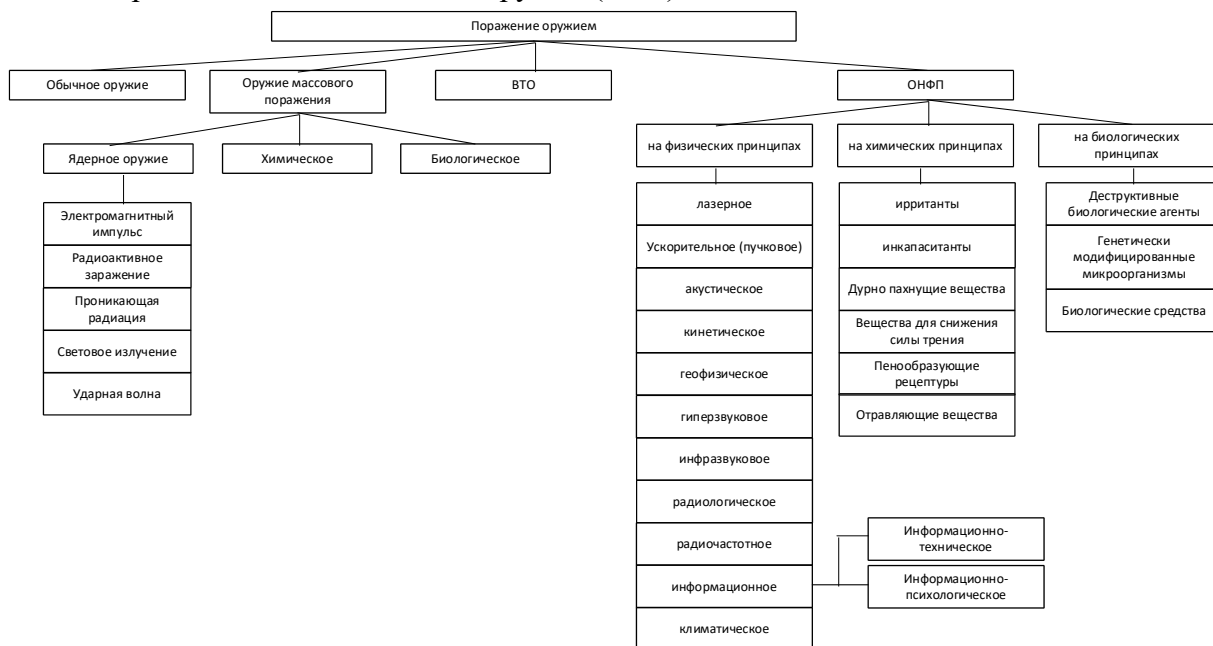 Поражение оружием
Обычное оружие
Оружие массового
поражения
ВТО
ОНФП
Ядерное оружие
Химическое
Биологическое
на физических принципах
на химических принципах
на биологических
принципах
Электромагнитный
импульс
Радиоактивное
заражение
Проникающая
радиация
Световое излучение
Ударная волна
лазерное
Ускорительное (пучковое)
акустическое
кинетическое
геофизическое
гиперзвуковое
инфразвуковое
радиологическое
радиочастотное
информационное
климатическое
ирританты
инкапаситанты
Дурно пахнущие вещества
Вещества для снижения
силы трения
Пенообразующие
рецептуры
Отравляющие вещества
Деструктивные
биологические агенты
Генетически
модифицированные
микроорганизмы
Биологические средства
Информационно-
техническое
Информационно-
психологическое